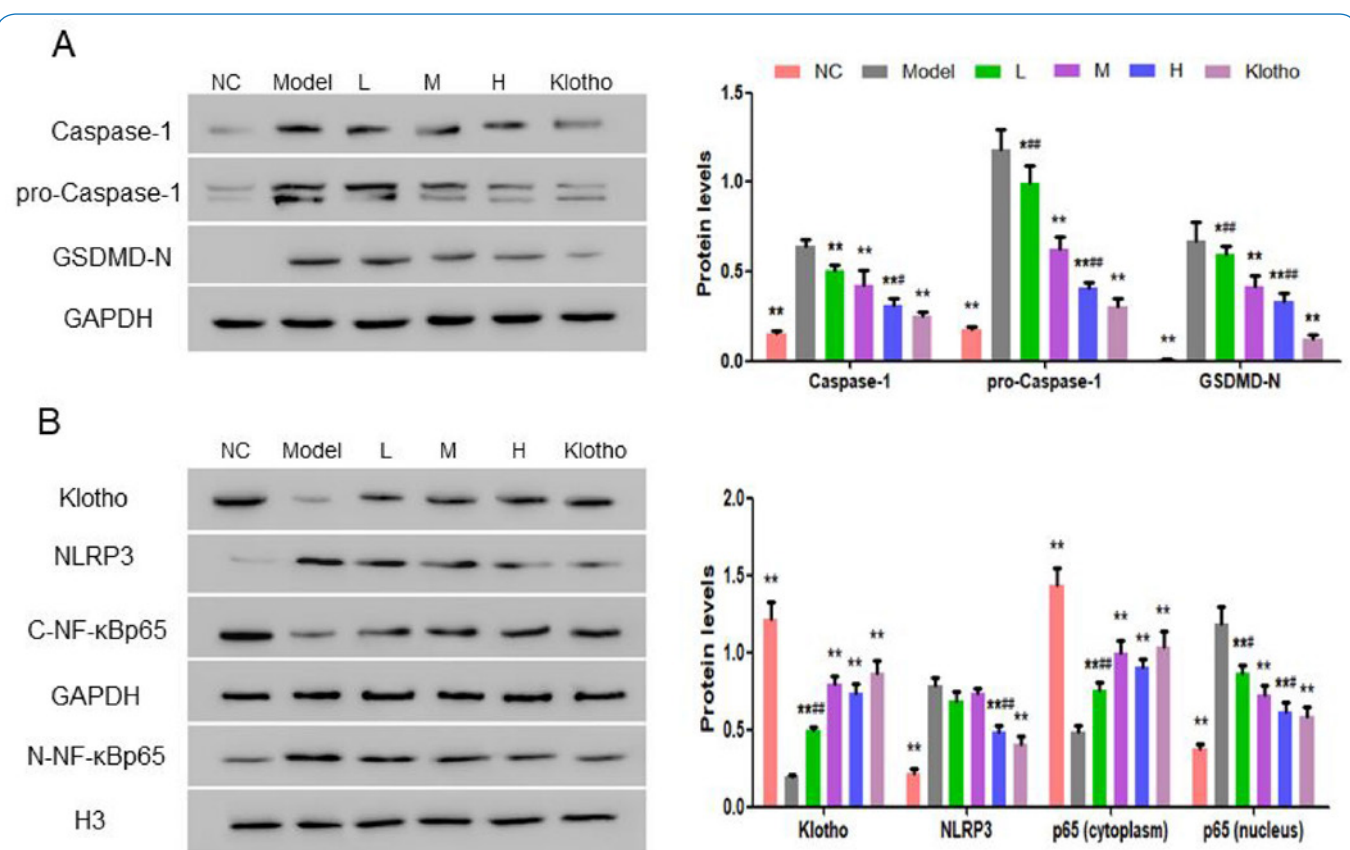 A
NC Model L M H Klotho
Caspase-1
pro-Caspase-1
GSDMD-N
GAPDH
NC Model L M H Klotho
Protein levels
1.5
1.0
0.5
0.0
** ** ** **# **
** *## ** **## **
** *## ** **## **
Caspase-1 pro-Caspase-1 GSDMD-N
B
NC Model L M H Klotho
Klotho
NLRP3
C-NF-κBp65
GAPDH
N-NF-κBp65
H3
Protein levels
2.0
1.5
1.0
0.5
0.0
** **## ** ** **
** **## **
** **## ** ** **
** **# ** **# **
Klotho NLRP3 p65 (cytoplasm) p65 (nucleus)